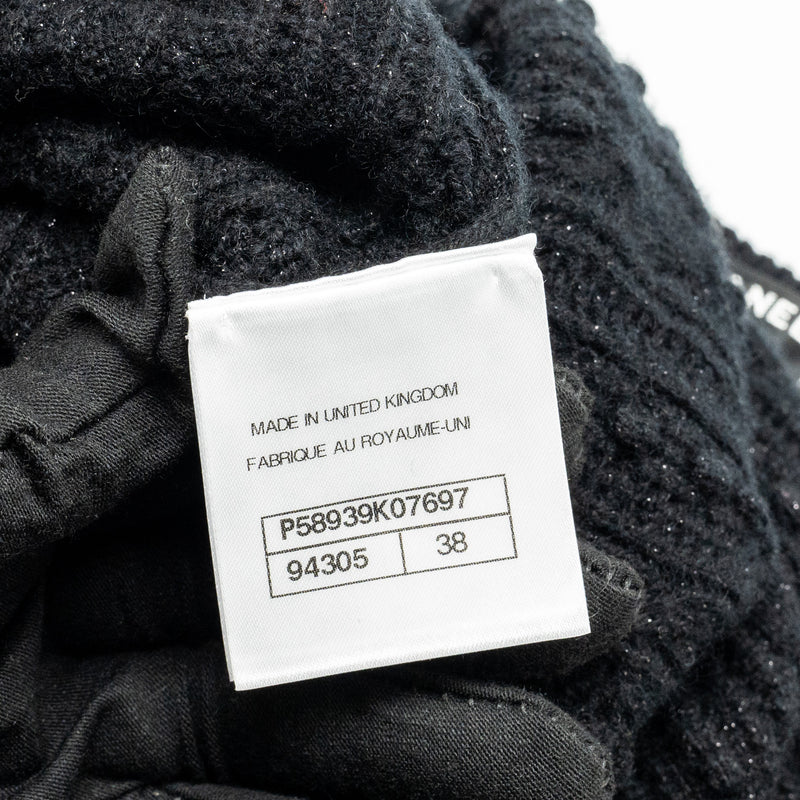 MADE IN UNITED KINGDOM
FABRIQUE AU ROYAUME-UNI
P58939K07697
94305 38